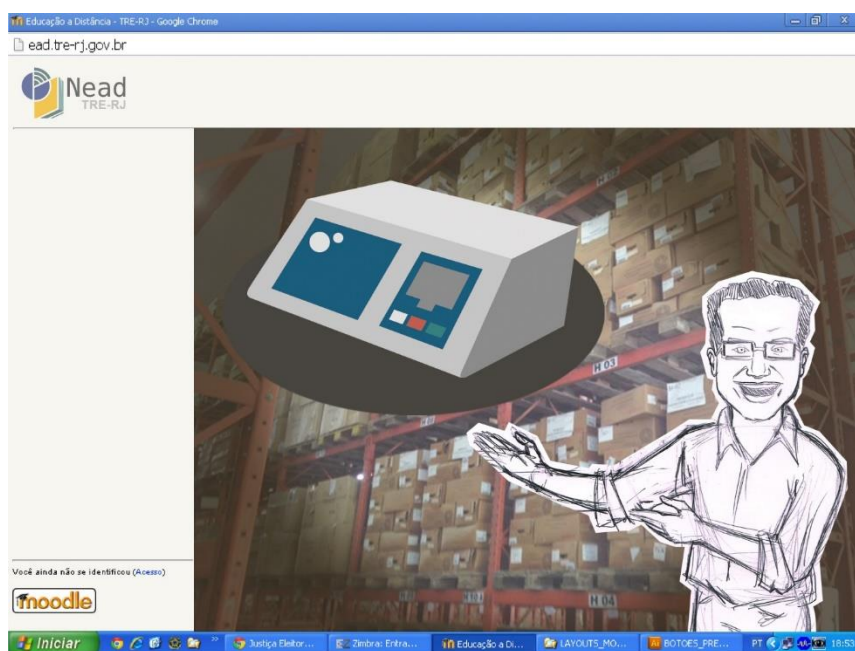 Educação a Distância - TRE-RJ - Google Chrome
ead.tre-rj.gov.br
Nead
TRE-RJ
H 03
H 03
H 04
Você ainda não se identificou (Acesso)
moodle
Iniciar
Justiça Eleitor...
Zimbra: Entra...
Educação a Di...
LAYOUTS_MO...
BOTOES_PRE...
PT
18:53